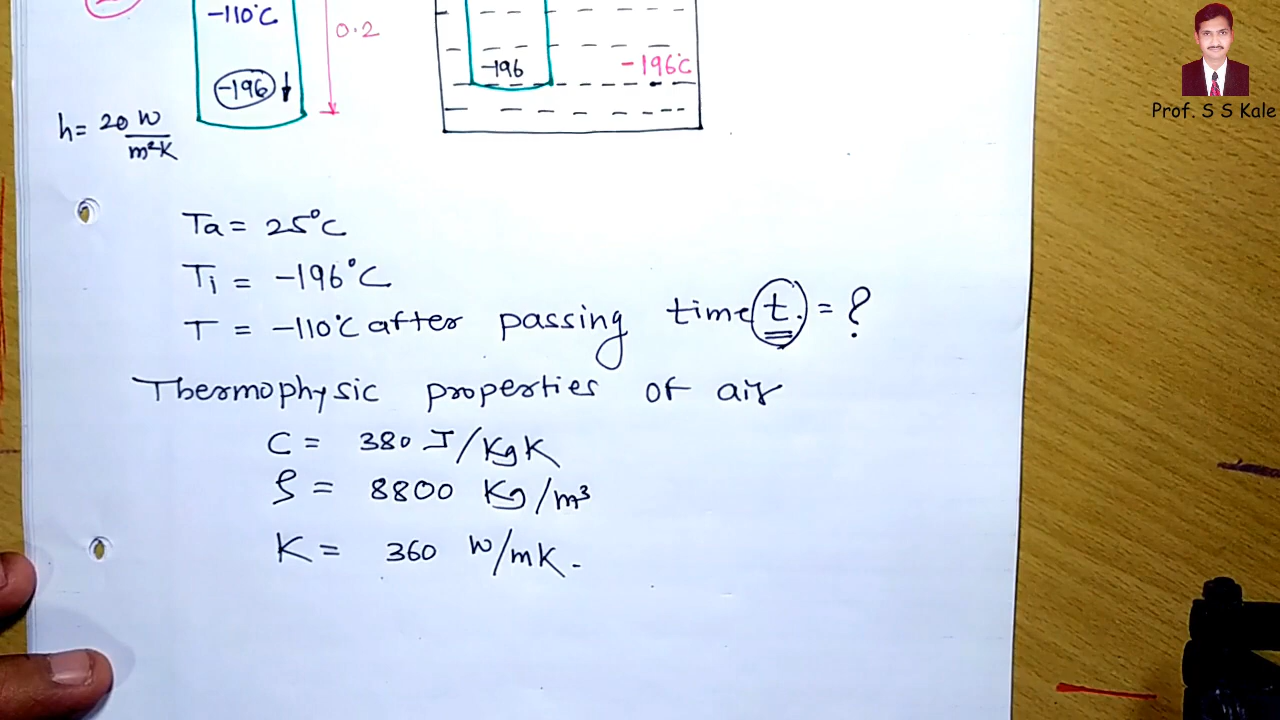 -110°C
0.2
-196
-196
-196°C
h = 20 W/m²K
Prof. S S Kale
Ta = 25°C
Ti = -196°C
T = -110°C after passing time t. = ?
Thermophysic properties of air
C = 380 J/KgK
ρ = 8800 Kg/m³
K = 360 W/mK.